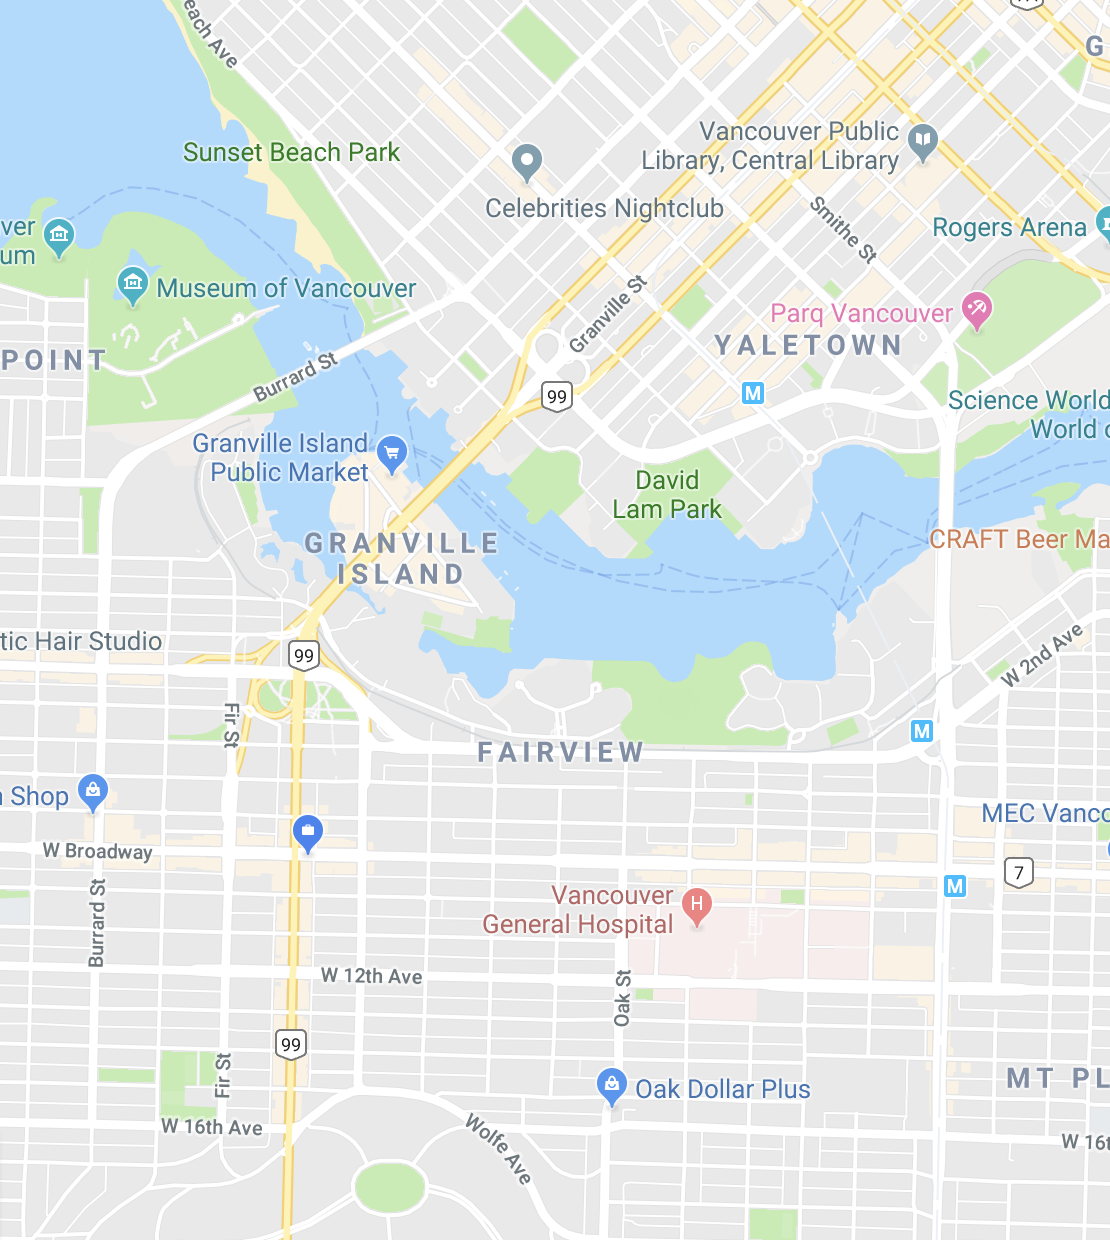 each Ave
G
Vancouver Public
Library, Central Library
Sunset Beach Park
Celebrities Nightclub
Smithe St
Rogers Arena
ver
um
Museum of Vancouver
Granville St
Parq Vancouver
YALETOWN
POINT
Burrard St
99
M
Science World
World o
Granville Island
Public Market
David
Lam Park
GRANVILLE
ISLAND
CRAFT Beer Ma
tic Hair Studio
99
W 2nd Ave
Fir St
M
FAIRVIEW
Shop
MEC Vanco
W Broadway
7
M
Vancouver
General Hospital
H
Burrard St
W 12th Ave
Oak St
99
Fir St
Oak Dollar Plus
MT PL
W 16th Ave
Wolfe Ave
W 16t